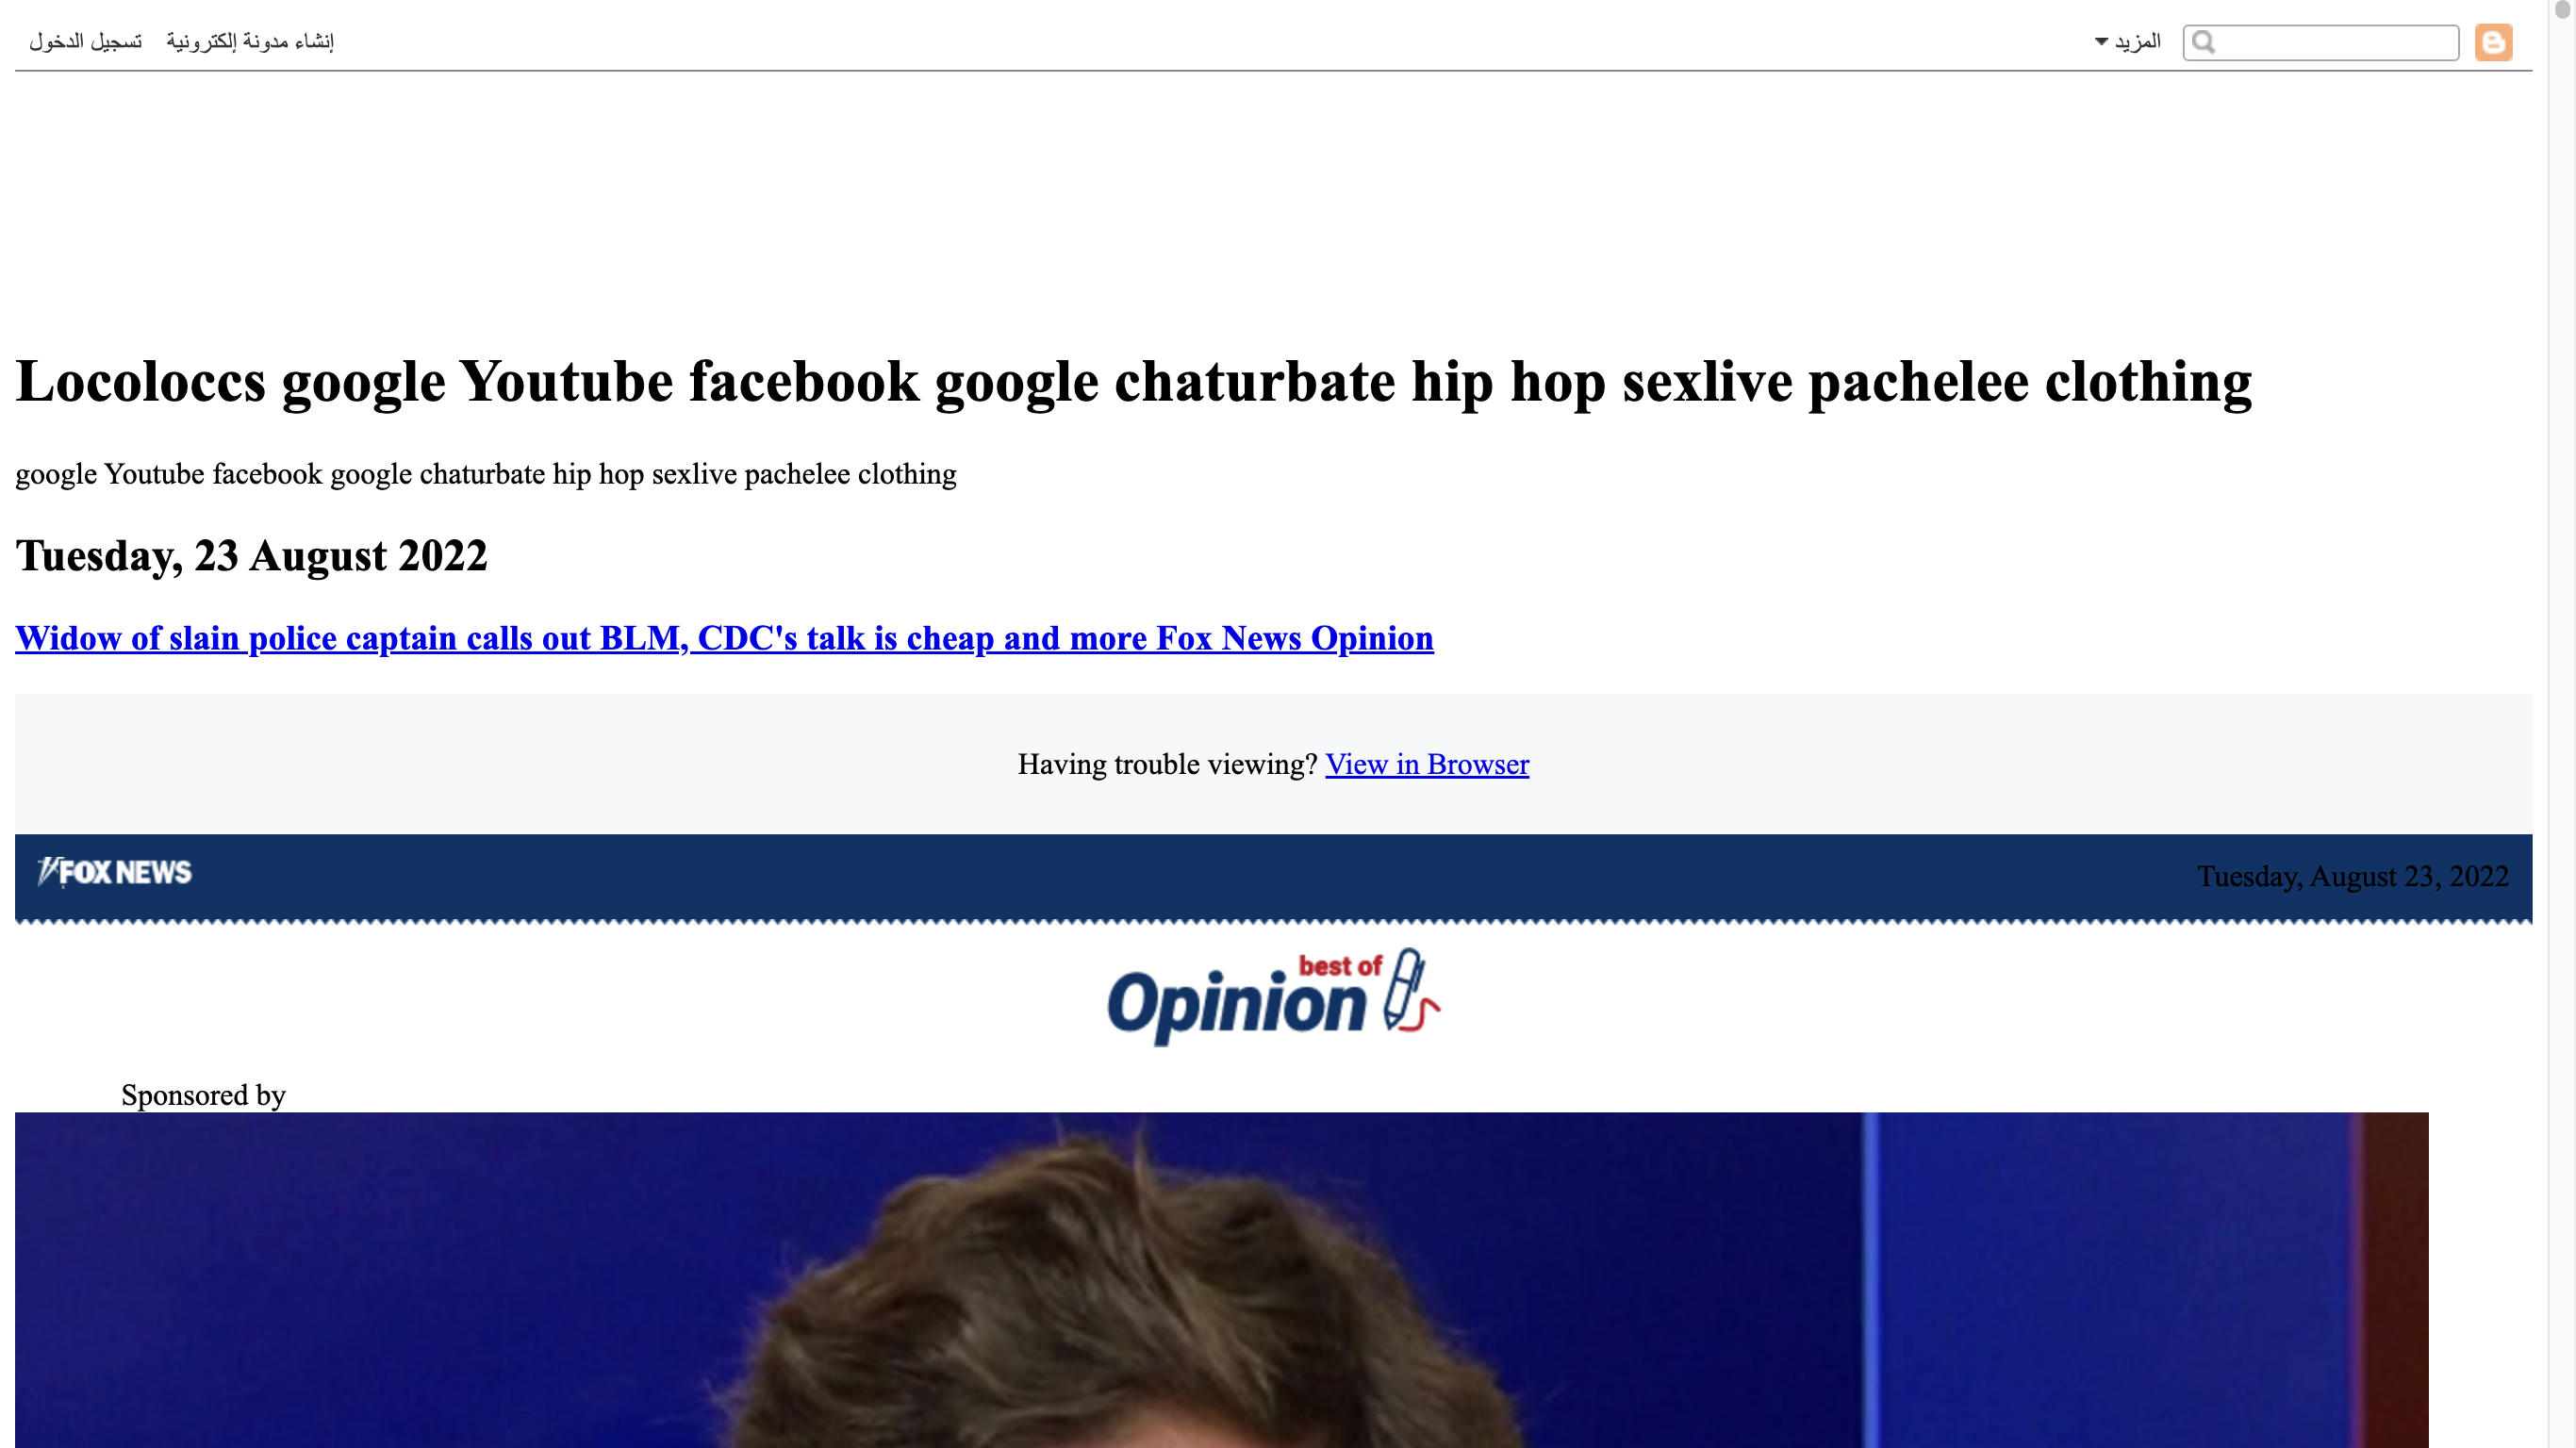 تسجيل الدخول إنشاء مدونة إلكترونية المزيد
Locoloccs google Youtube facebook google chaturbate hip hop sexlive pachelee clothing
google Youtube facebook google chaturbate hip hop sexlive pachelee clothing
Tuesday, 23 August 2022
Widow of slain police captain calls out BLM, CDC's talk is cheap and more Fox News Opinion
Having trouble viewing? View in Browser
FOX NEWS Tuesday, August 23, 2022
best of
Opinion
Sponsored by